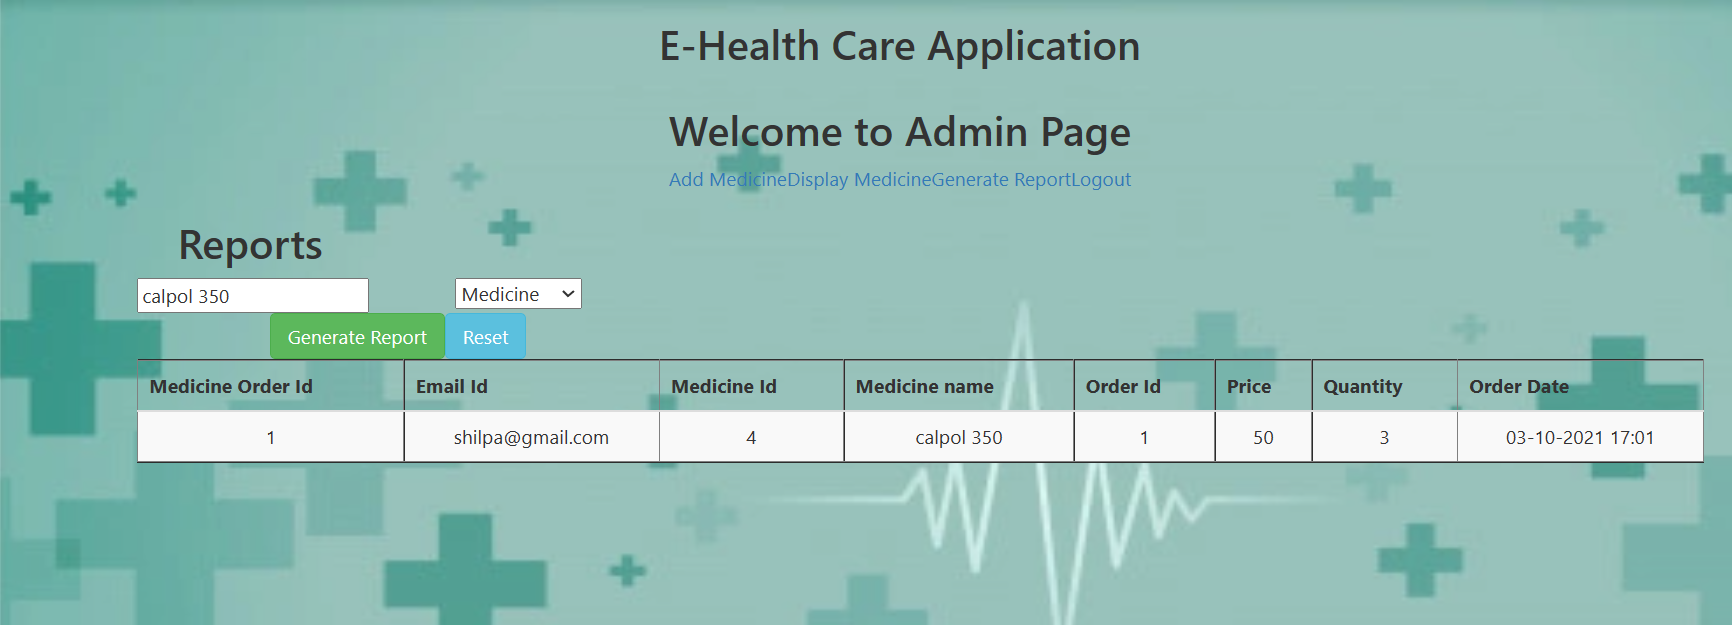 E-Health Care Application
Welcome to Admin Page
Add MedicineDisplay MedicineGenerate ReportLogout
Reports
calpol 350 Medicine
Generate Report Reset
Medicine Order Id Email Id Medicine Id Medicine name Order Id Price Quantity Order Date
1 shilpa@gmail.com 4 calpol 350 1 50 3 03-10-2021 17:01